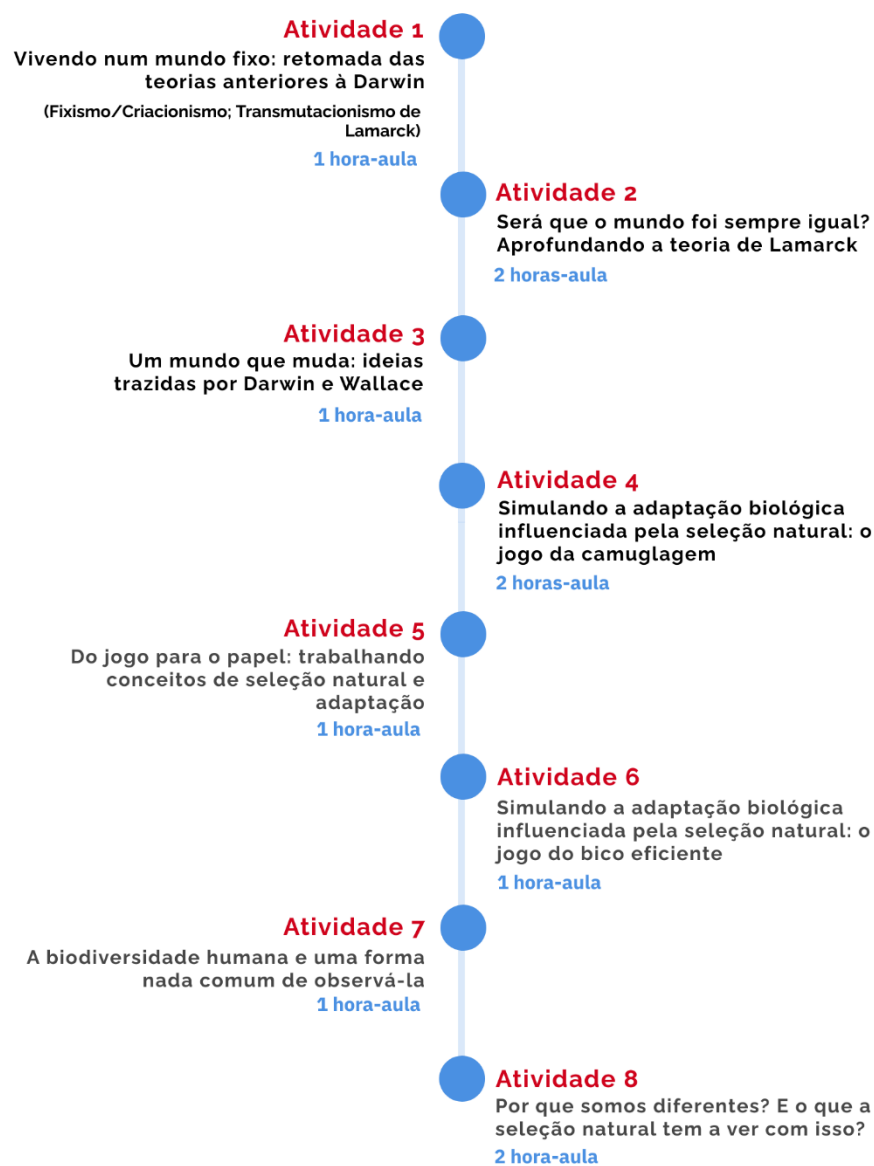 Atividade 1
Vivendo num mundo fixo: retomada das
teorias anteriores à Darwin
(Fixismo/Criacionismo; Transmutacionismo de
Lamarck)
1 hora-aula
Atividade 2
Será que o mundo foi sempre igual?
Aprofundando a teoria de Lamarck
2 horas-aula
Atividade 3
Um mundo que muda: ideias
trazidas por Darwin e Wallace
1 hora-aula
Atividade 4
Simulando a adaptação biológica
influenciada pela seleção natural: o
jogo da camuglagem
2 horas-aula
Atividade 5
Do jogo para o papel: trabalhando
conceitos de seleção natural e
adaptação
1 hora-aula
Atividade 6
Simulando a adaptação biológica
influenciada pela seleção natural: o
jogo do bico eficiente
1 hora-aula
Atividade 7
A biodiversidade humana e uma forma
nada comum de observá-la
1 hora-aula
Atividade 8
Por que somos diferentes? E o que a
seleção natural tem a ver com isso?
2 hora-aula